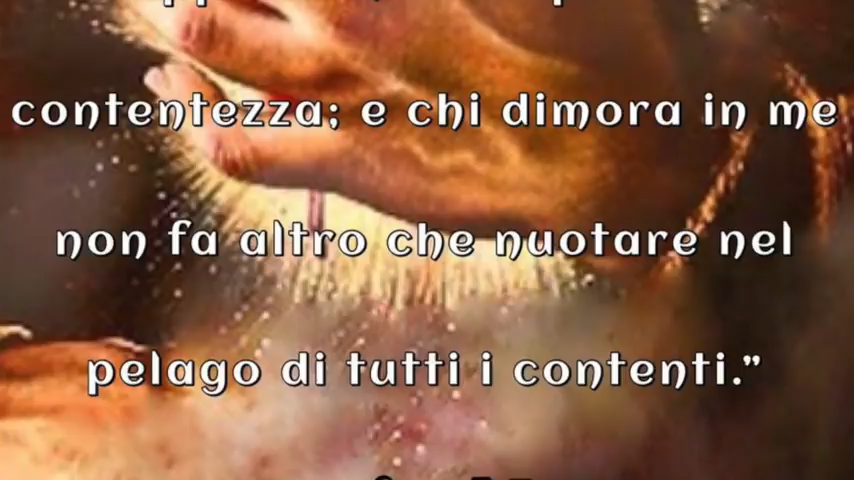 contentezza; e chi dimora in me
non fa altro che nuotare nel
pelago di tutti i contenti.”